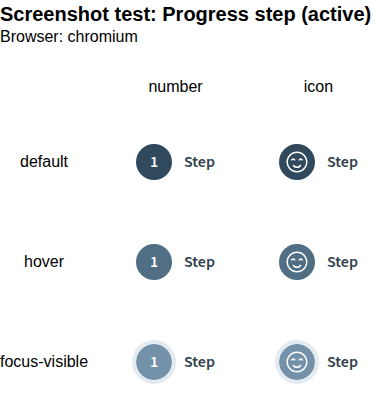 Screenshot test: Progress step (active)
Browser: chromium
number icon
default 1 Step Step
hover 1 Step Step
focus-visible 1 Step Step